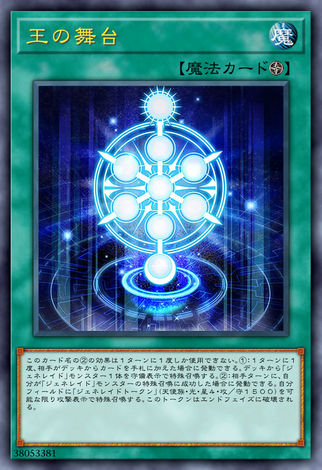 王の舞台
魔
【魔法カード】
このカード名の②の効果は１ターンに１度しか使用できない。①：１ターンに１
度、相手がデッキからカードを手札に加えた場合に発動できる。デッキから「ジ
ェネレイド」モンスター１体を守備表示で特殊召喚する。②：相手ターンに、自
分が「ジェネレイド」モンスターの特殊召喚に成功した場合に発動できる。自分
フィールドに「ジェネレイドトークン」（天使族・光・星４・攻／守１５００）を可
能な限り攻撃表示で特殊召喚する。このトークンはエンドフェイズに破壊され
る。
38053381